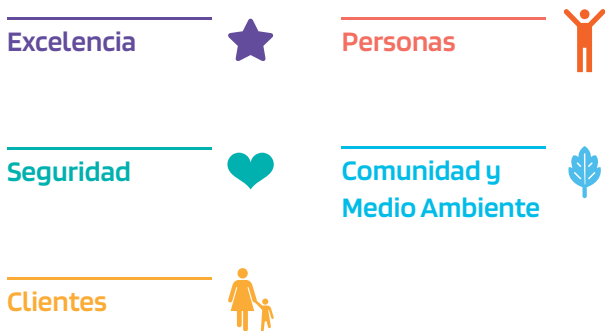 Excelencia
Personas
Seguridad
Comunidad y
Medio Ambiente
Clientes